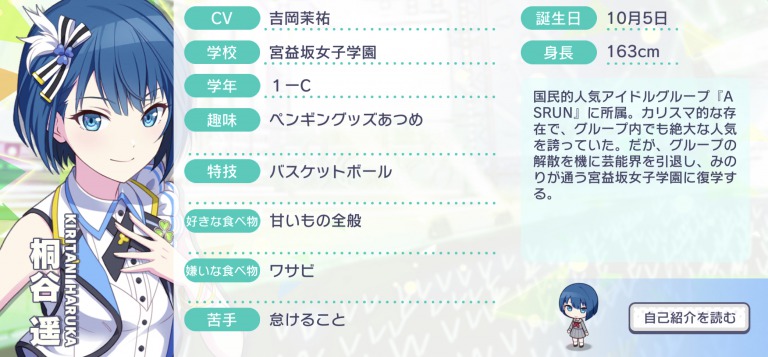 CV 吉岡茉祐
学校 宮益坂女子学園
学年 1－C
趣味 ペンギングッズあつめ
特技 バスケットボール
好きな食べ物 甘いもの全般
嫌いな食べ物 ワサビ
苦手 怠けること
誕生日 10月5日
身長 163cm
国民的人気アイドルグループ『A
SRUN』に所属。カリスマ的な存
在で、グループ内でも絶大な人気
を誇っていた。だが、グループの
解散を機に芸能界を引退し、みの
りが通う宮益坂女子学園に復学す
る。
自己紹介を読む
桐谷 遥
KIRITANI HARUKA